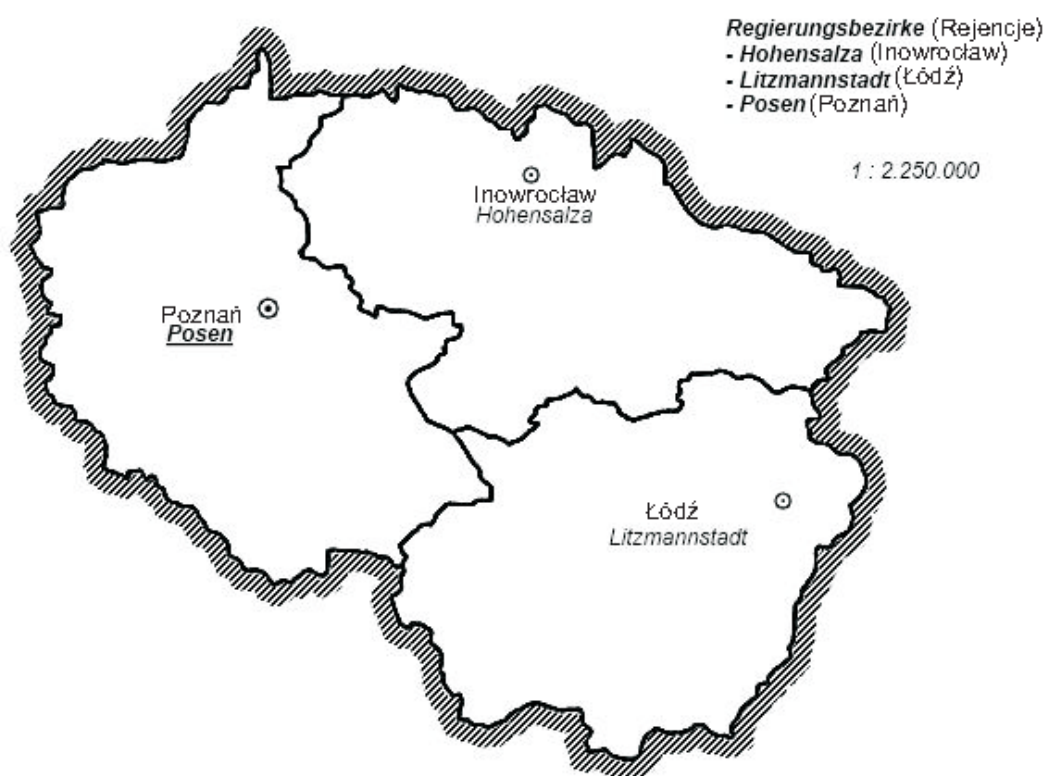 Regierungsbezirke (Rejencje)
- Hohensalza (Inowrocław)
- Litzmannstadt (Łódź)
- Posen (Poznań)
1 : 2.250.000
Inowrocław
Hohensalza
Poznań
Posen
Łódź
Litzmannstadt